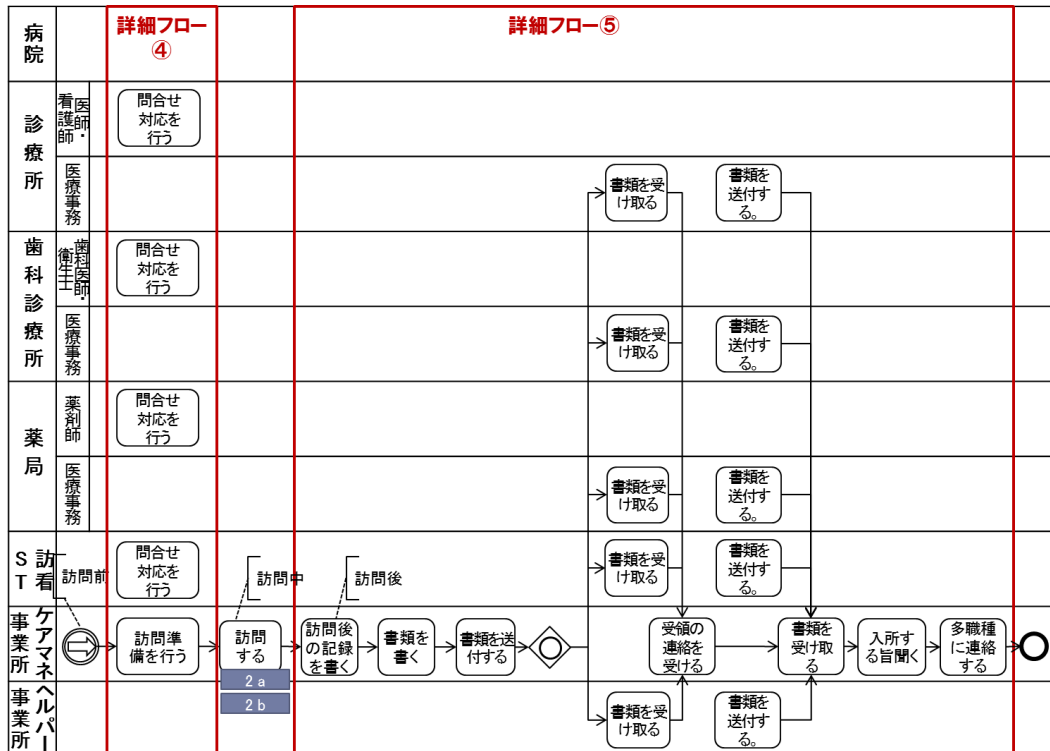 詳細フロー
④
詳細フロー⑤
病院
診療所
医師・
看護師
問合せ
対応を
行う
医療事務
書類を受
け取る
書類を
送付す
る。
歯科診療所
歯科医師・
衛生士
問合せ
対応を
行う
医療事務
書類を受
け取る
書類を
送付す
る。
薬局
薬剤師
問合せ
対応を
行う
医療事務
書類を受
け取る
書類を
送付す
る。
訪看
ST
訪問前
問合せ
対応を
行う
訪問中
訪問後
書類を受
け取る
書類を
送付す
る。
ケアマネ
事業所
訪問準
備を行う
訪問
する
2a
2b
訪問後
の記録
を書く
書類を
書く
書類を送
付する
受領の
連絡を
受ける
書類を
受け取
る
入所す
る旨聞く
多職種
に連絡
する
ヘルパー
事業所
書類を受
け取る
書類を
送付す
る。